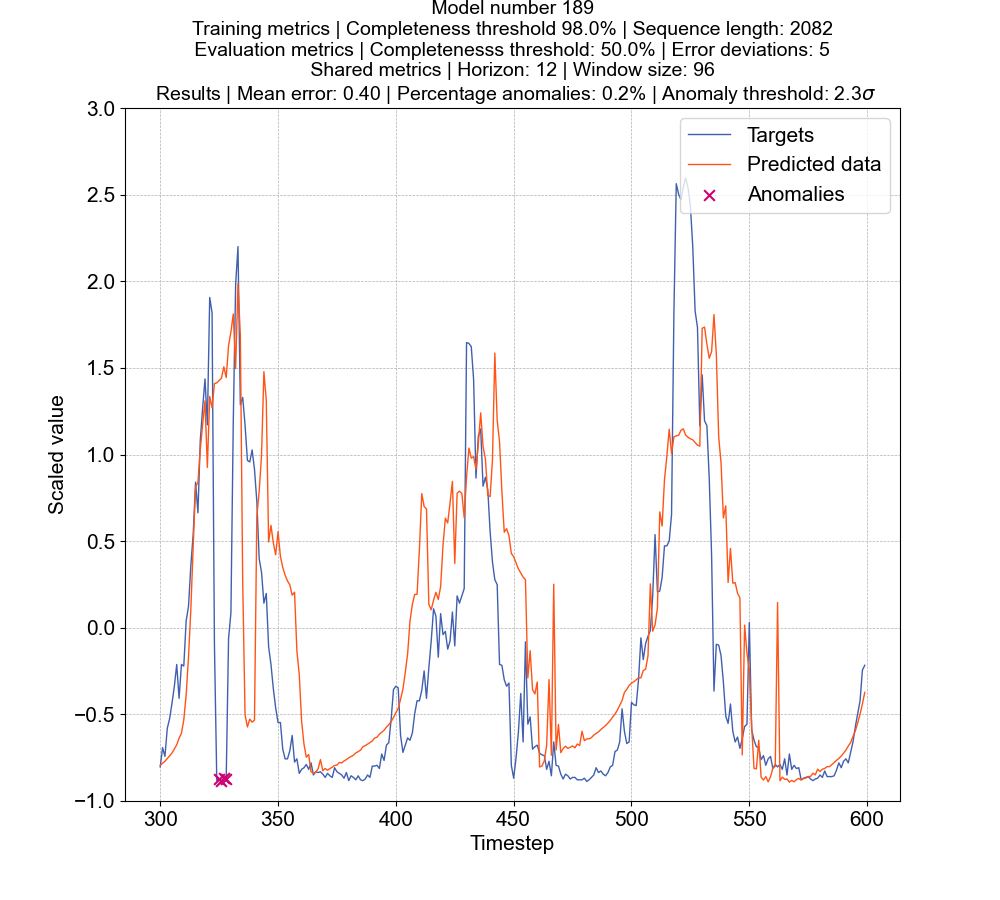 Model number 189
Training metrics | Completeness threshold 98.0% | Sequence length: 2082
Evaluation metrics | Completenesss threshold: 50.0% | Error deviations: 5
Shared metrics | Horizon: 12 | Window size: 96
Results | Mean error: 0.40 | Percentage anomalies: 0.2% | Anomaly threshold: 2.3σ
Targets
Predicted data
Anomalies
Scaled value
3.0
2.5
2.0
1.5
1.0
0.5
0.0
−0.5
−1.0
300
350
400
450
500
550
600
Timestep